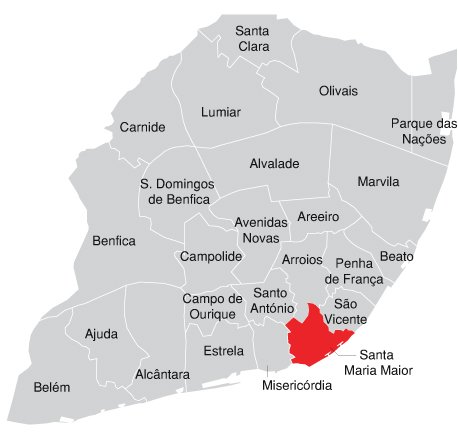 Santa
Clara
Olivais
Lumiar
Carnide
Parque das
Nações
Alvalade
Marvila
S. Domingos
de Benfica
Areeiro
Avenidas
Novas
Benfica
Campolide
Arroios
Beato
Penha
de França
Campo de
Ourique
Santo
António
São
Vicente
Ajuda
Estrela
Santa
Maria Maior
Alcântara
Belém
Misericórdia